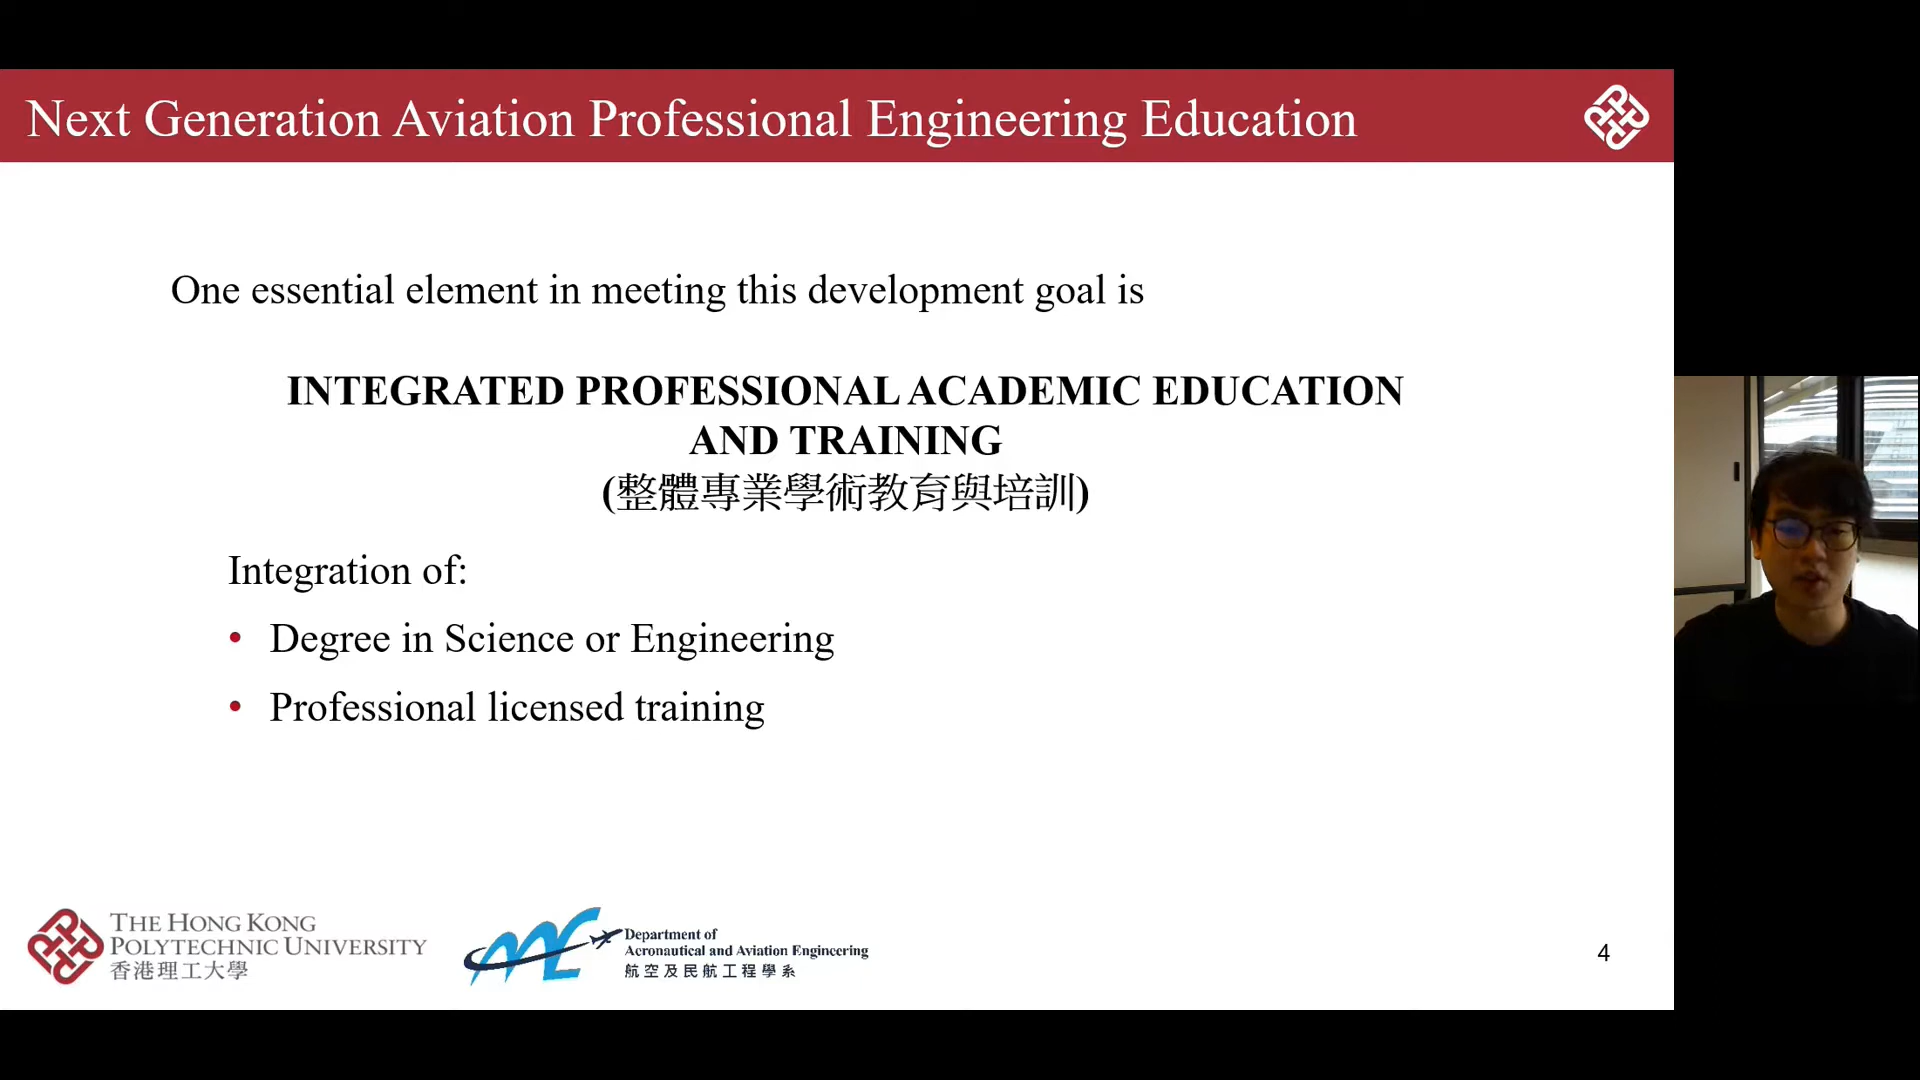 Next Generation Aviation Professional Engineering Education
One essential element in meeting this development goal is
INTEGRATED PROFESSIONAL ACADEMIC EDUCATION
AND TRAINING
(整體專業學術教育與培訓)
Integration of:
• Degree in Science or Engineering
• Professional licensed training
THE HONG KONG
POLYTECHNIC UNIVERSITY
香港理工大學
Department of
Aeronautical and Aviation Engineering
航空及民航工程學系
4